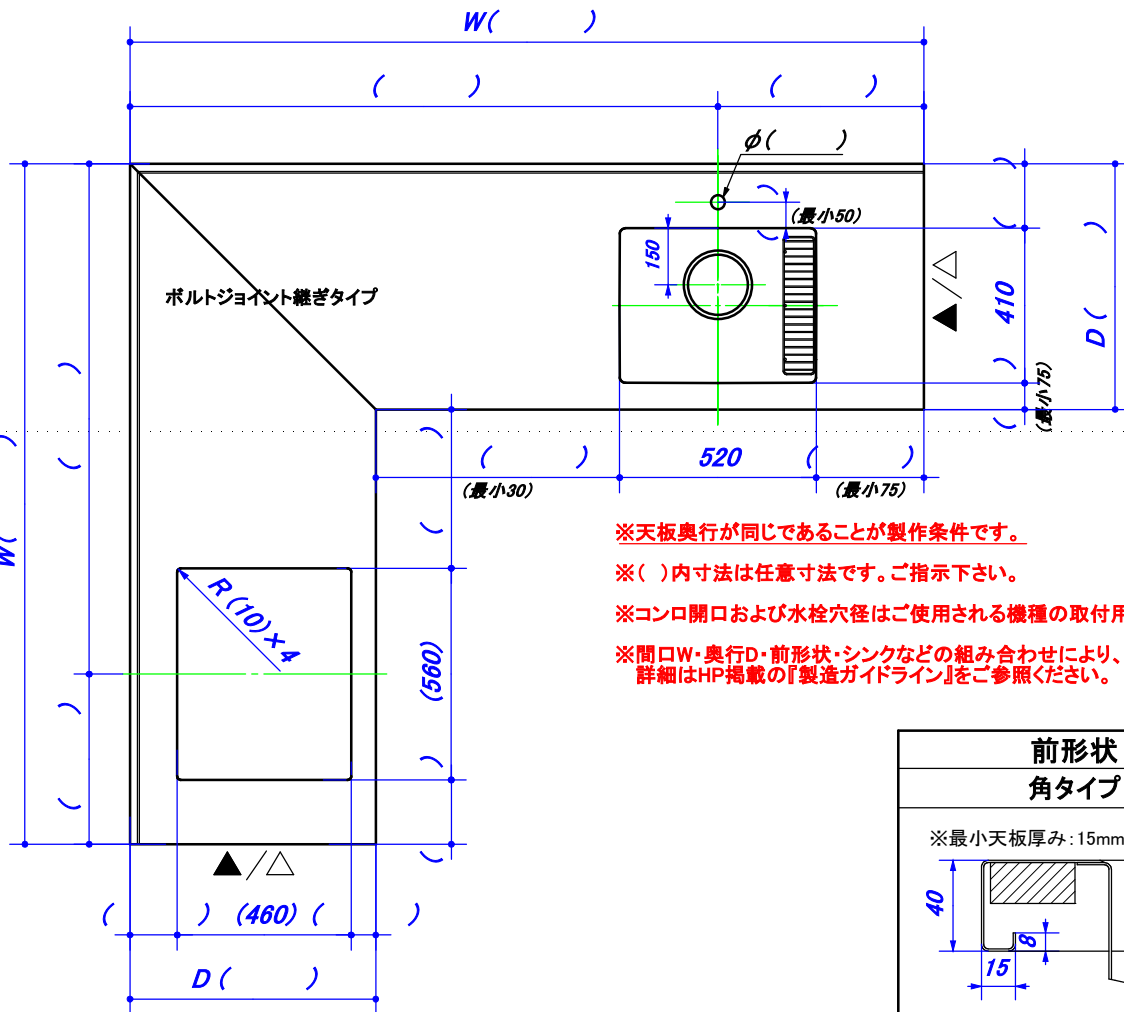 W(        )
(        ) (        )
φ(        )
(最小50)
150
ボルトジョイント継ぎタイプ
△/▲
410
D(        )
(最小75)
(        ) 520 (        )
(最小30) (最小75)
W(        )
※天板奥行が同じであることが製作条件です。
※(  )内寸法は任意寸法です。ご指示下さい。
※コンロ開口および水栓穴径はご使用される機種の取付用
※間口W・奥行D・前形状・シンクなどの組み合わせにより、
詳細はHP掲載の『製造ガイドライン』をご参照ください。
R(10)×4
(560)
▲/△
(        ) (460) (        )
D(        )
前形状
角タイプ
※最小天板厚み:15mm
40
8
15